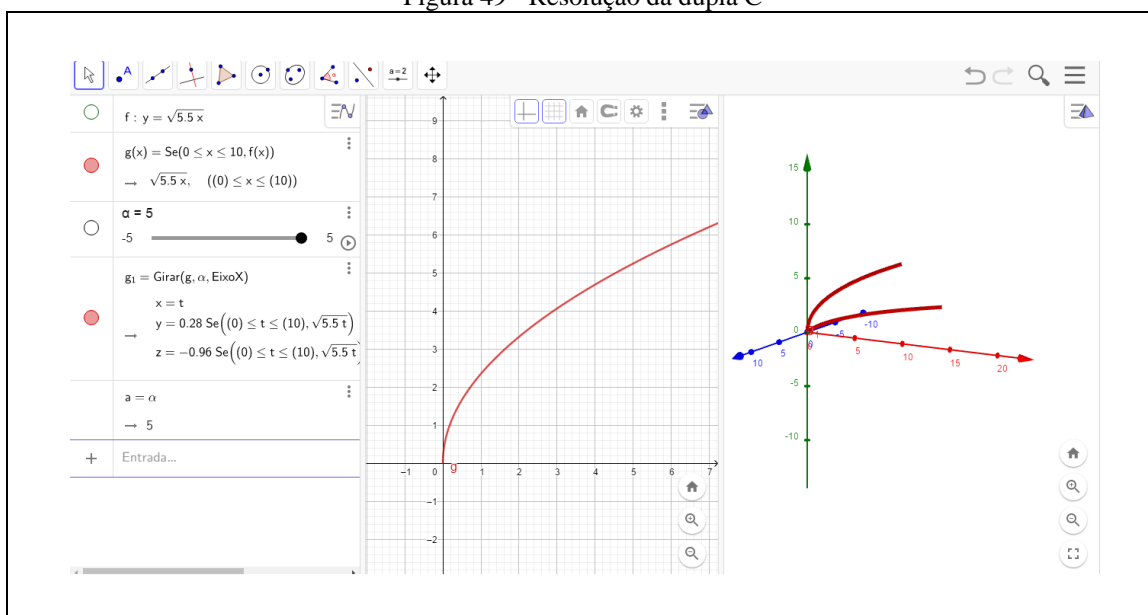 Figura 49 - Resolução da dupla C
A
a=2
f : y = √5.5 x
g(x) = Se(0 ≤ x ≤ 10, f(x))
→ √5.5 x, ((0) ≤ x ≤ (10))
α = 5
-5 5
g₁ = Girar(g, α, EixoX)
x = t
y = 0.28 Se((0) ≤ t ≤ (10), √5.5 t)
→
z = −0.96 Se((0) ≤ t ≤ (10), √5.5 t
a = α
→ 5
+ Entrada...
9
8
7
6
5
4
3
2
1
−1 0 g 1 2 3 4 5 6 7
−1
−2
15
10
5
0
-5
-10
10 5 0 -5 -10
5 10 15 20